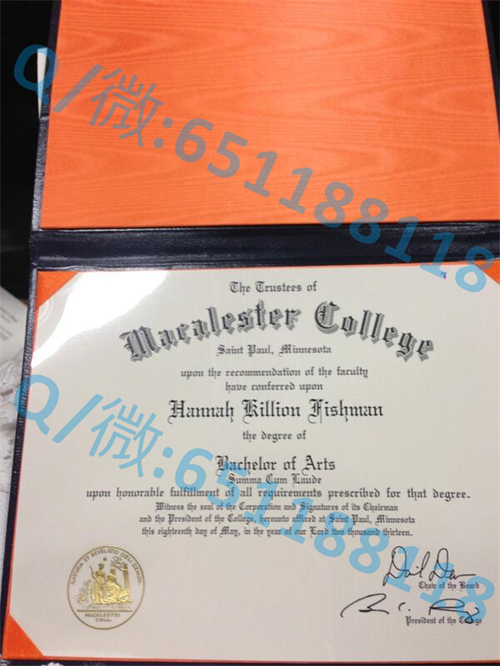 Q/微:651188118
The Trustees of
Macalester College
Saint Paul, Minnesota
upon the recommendation of the faculty
have conferred upon
Hannah Killion Fishman
the degree of
Bachelor of Arts
Summa Cum Laude
upon honorable fulfillment of all requirements prescribed for that degree.
Witness the seal of the Corporation and Signatures of its Chairman
and the President of the College, hereunto affixed at Saint Paul, Minnesota
this eighteenth day of May, in the year of our Lord two thousand thirteen.
Q/微:651188118
Chair of the Board
President of the College
MACALESTER
COLL.